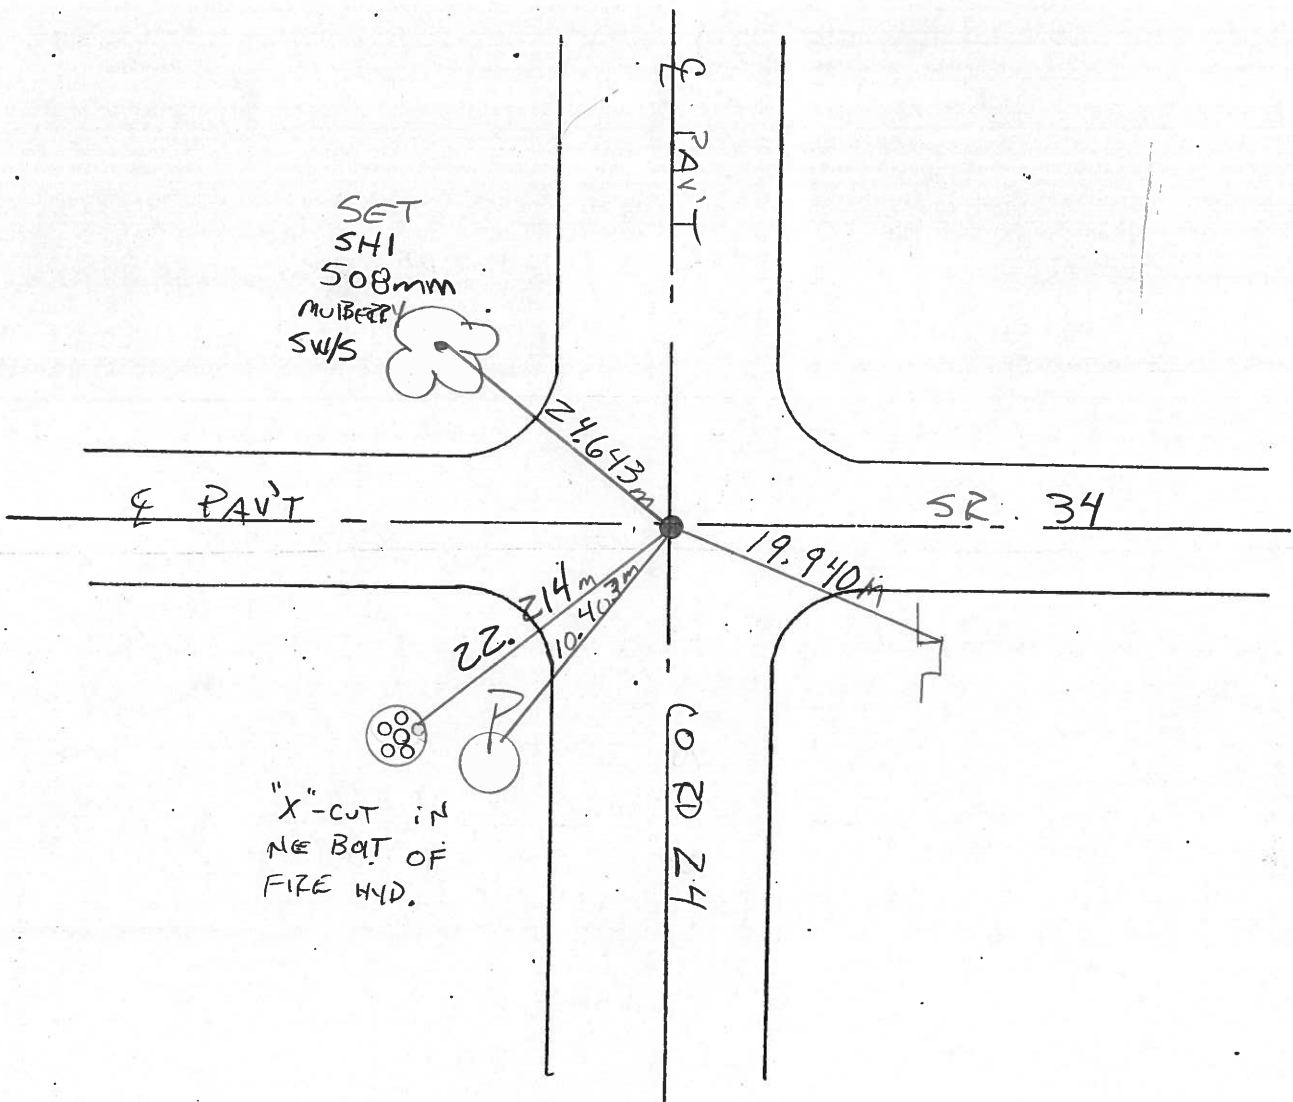 ℄ PAV'T
SET
SHI
508mm
MULBERRY
SW/S
24.643m
℄ PAV'T
SR. 34
19.940m
22.214m
10.403m
P
CO RD 24
"X"-CUT IN
NE BOLT OF
FIRE HYD.